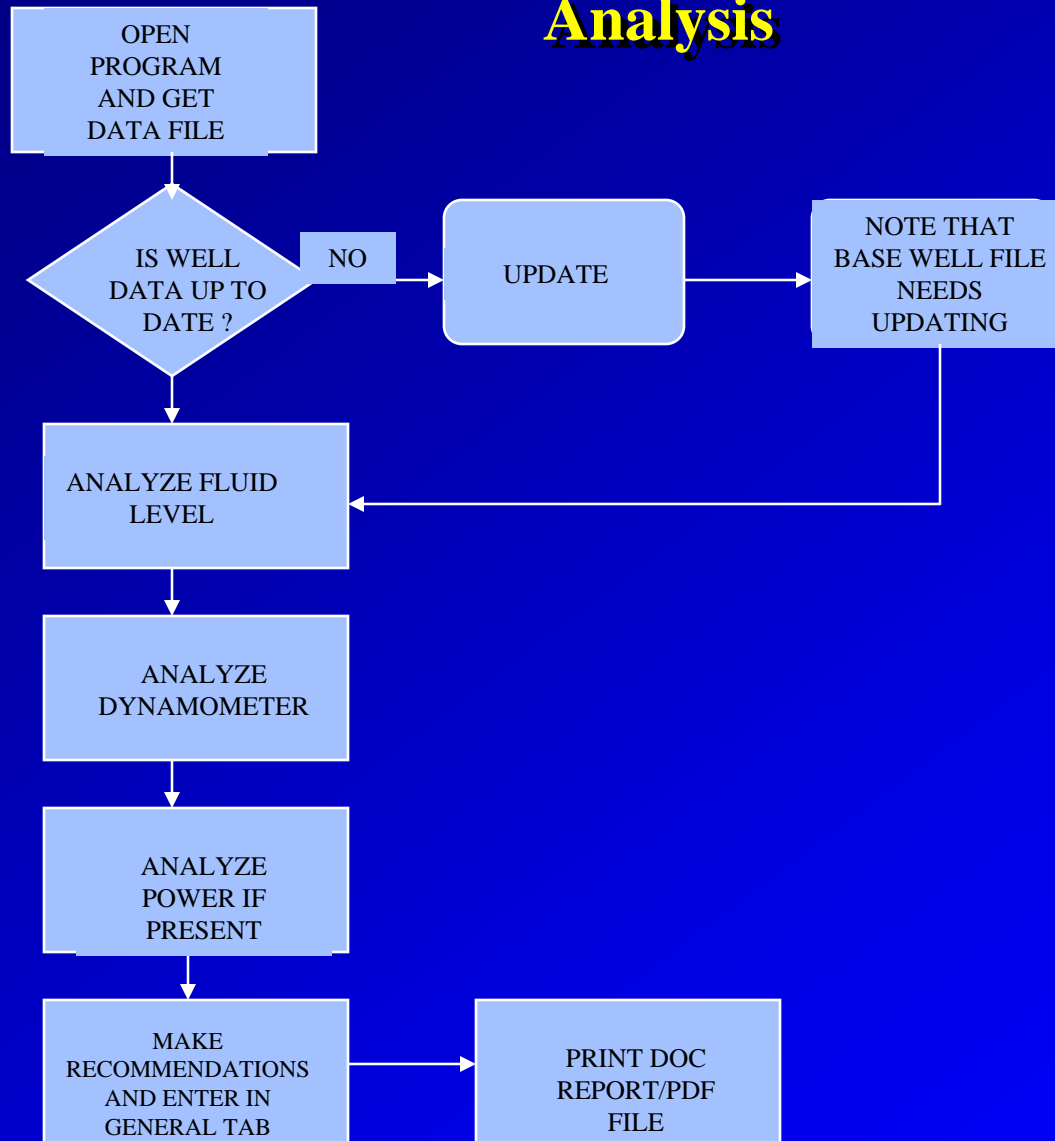 Analysis
OPEN
PROGRAM
AND GET
DATA FILE
IS WELL
DATA UP TO
DATE ?
NO
UPDATE
NOTE THAT
BASE WELL FILE
NEEDS
UPDATING
ANALYZE FLUID
LEVEL
ANALYZE
DYNAMOMETER
ANALYZE
POWER IF
PRESENT
MAKE
RECOMMENDATIONS
AND ENTER IN
GENERAL TAB
PRINT DOC
REPORT/PDF
FILE